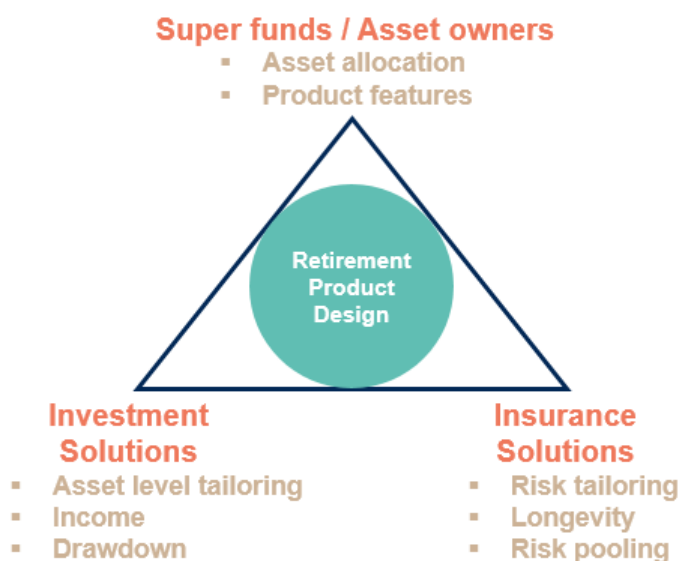 Super funds / Asset owners
▪ Asset allocation
▪ Product features
Retirement
Product
Design
Investment
Solutions
▪ Asset level tailoring
▪ Income
▪ Drawdown
Insurance
Solutions
▪ Risk tailoring
▪ Longevity
▪ Risk pooling